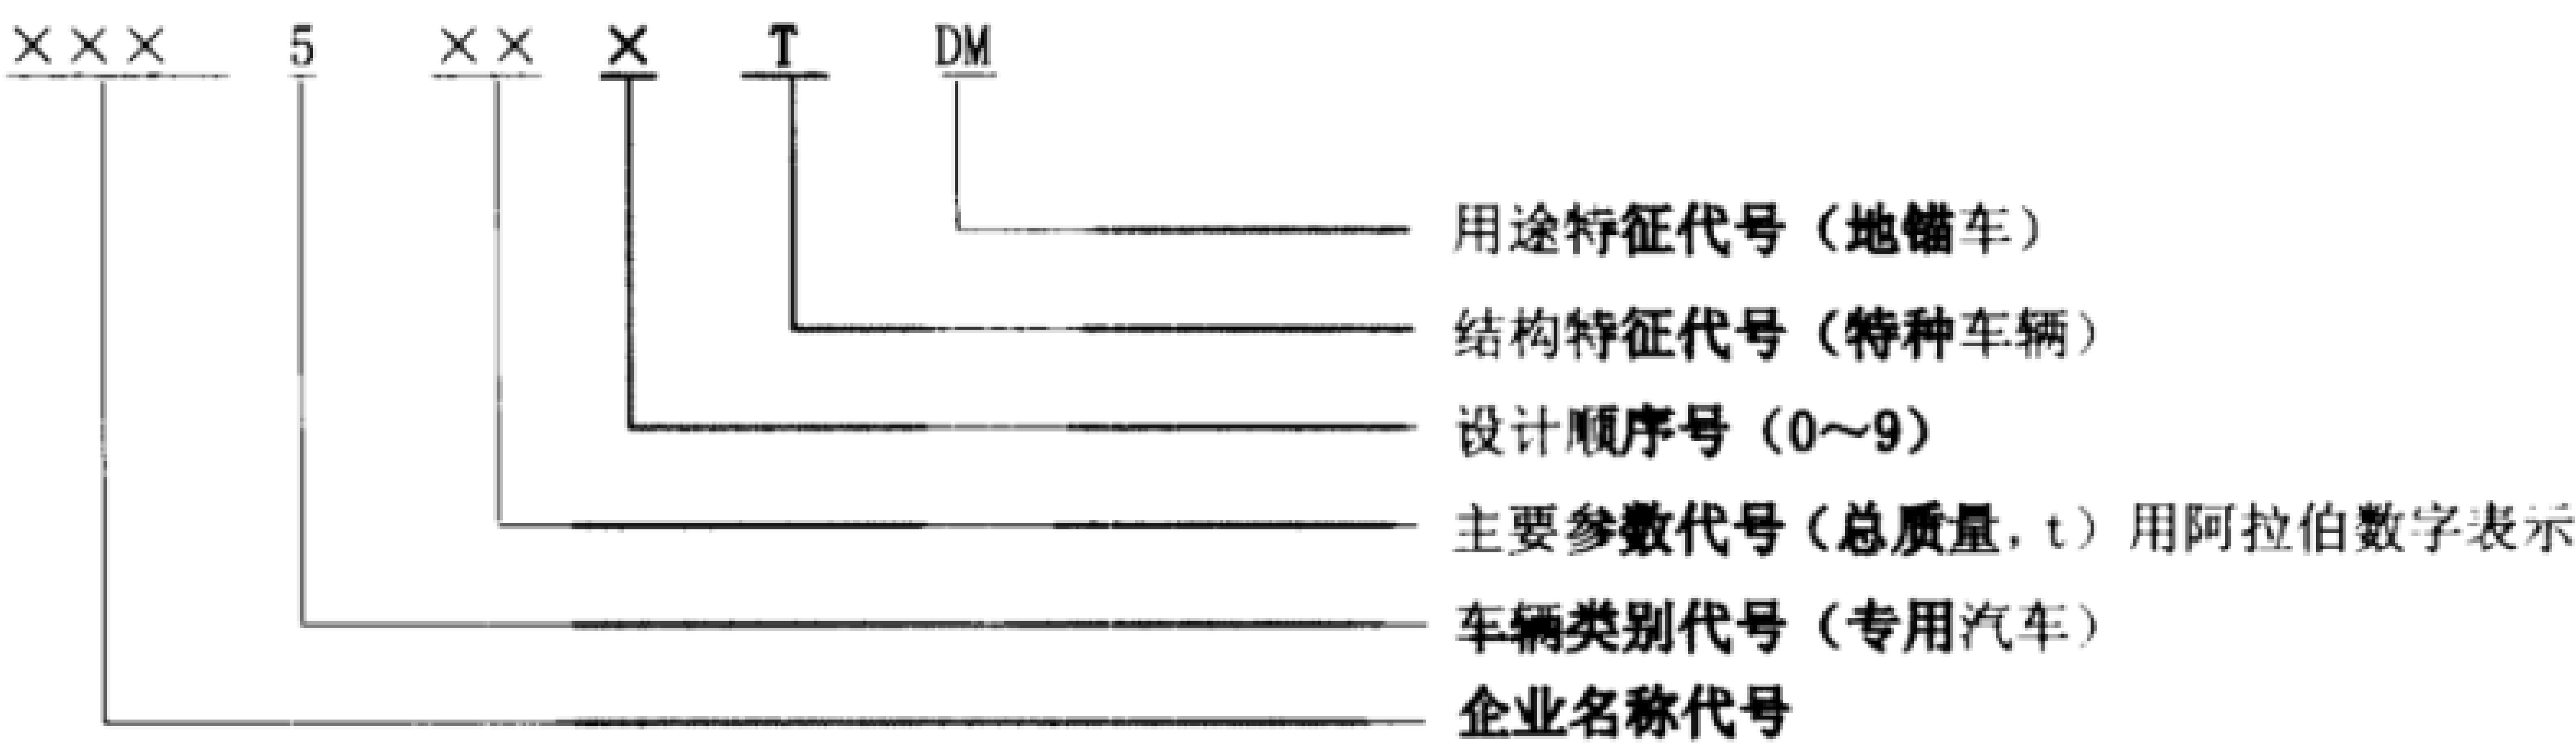 ××× 5 ×× × T DM
用途特征代号（地锚车）
结构特征代号（特种车辆）
设计顺序号（0～9）
主要参数代号（总质量，t）用阿拉伯数字表示
车辆类别代号（专用汽车）
企业名称代号